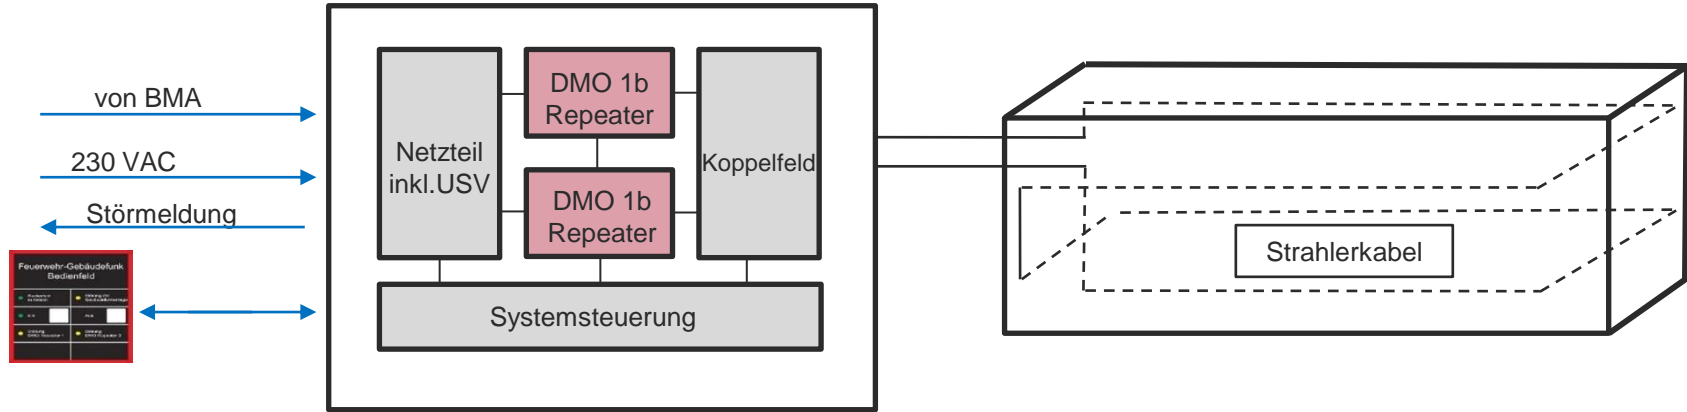 von BMA
230 VAC
Störmeldung
Feuerwehr-Gebäudefunk
Bedienfeld
Netzteil
inkl.USV
DMO 1b
Repeater
DMO 1b
Repeater
Koppelfeld
Systemsteuerung
Strahlerkabel